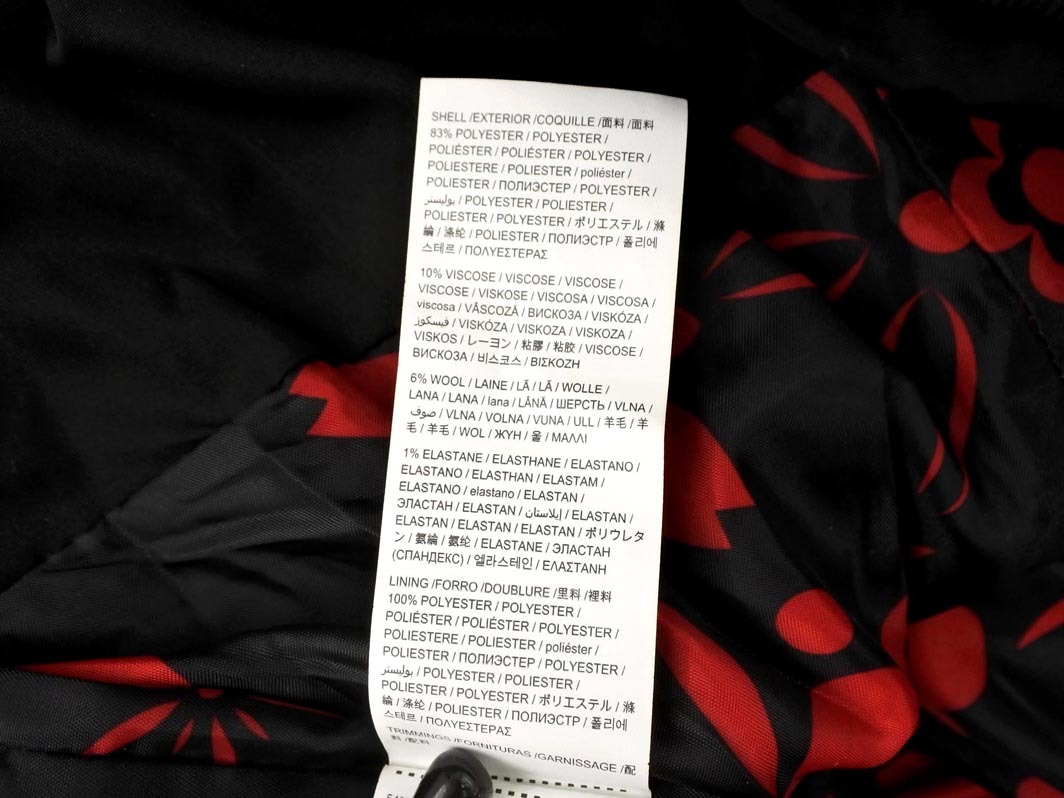 SHELL /EXTERIOR /COQUILLE /面料 /面料
83% POLYESTER / POLYESTER /
POLIÉSTER / POLIÉSTER / POLYESTER /
POLIESTERE / POLIESTER / poliéster /
POLIESTER / ПОЛИЭСТЕР / POLYESTER /
بوليستر / POLYESTER / POLIESTER /
POLIESTER / POLYESTER / ポリエステル / 滌
綸 / 涤纶 / POLIESTER / ПОЛИЭСТР / 폴리에
스테르 / ΠΟΛΥΕΣΤΕΡΑΣ
10% VISCOSE / VISCOSE / VISCOSE /
VISCOSE / VISKOSE / VISCOSA / VISCOSA /
viscosa / VÂSCOZĂ / ВИСКОЗА / VISKÓZA /
فيسكوز / VISKÓZA / VISKOZA / VISKOZA /
VISKOS / レーヨン / 粘膠 / 粘胶 / VISCOSE /
ВИСКОЗА / 비스코스 / ΒΙΣΚΟΖΗ
6% WOOL / LAINE / LÃ / LÃ / WOLLE /
LANA / LANA / lana / LÂNĂ / ШЕРСТЬ / VLNA /
صوف / VLNA / VOLNA / VUNA / ULL / 羊毛 / 羊
毛 / 羊毛 / WOL / ЖҮН / 울 / ΜΑΛΛΙ
1% ELASTANE / ELASTHANE / ELASTANO /
ELASTANO / ELASTHAN / ELASTAM /
ELASTANO / elastano / ELASTAN /
ЭЛАСТАН / ELASTAN / إيلاستان / ELASTAN /
ELASTAN / ELASTAN / ELASTAN / ポリウレタ
ン / 氨綸 / 氨纶 / ELASTANE / ЭЛАСТАН
(СПАНДЕКС) / 엘라스테인 / ΕΛΑΣΤΑΝΗ
LINING /FORRO /DOUBLURE /里料 /裡料
100% POLYESTER / POLYESTER /
POLIÉSTER / POLIÉSTER / POLYESTER /
POLIESTERE / POLIESTER / poliéster /
POLIESTER / ПОЛИЭСТЕР / POLYESTER /
بوليستر / POLYESTER / POLIESTER /
POLIESTER / POLYESTER / ポリエステル / 滌
綸 / 涤纶 / POLIESTER / ПОЛИЭСТР / 폴리에
스테르 / ΠΟΛΥΕΣΤΕΡΑΣ
TRIMMINGS /FORNITURAS /GARNISSAGE /配
料 /配料